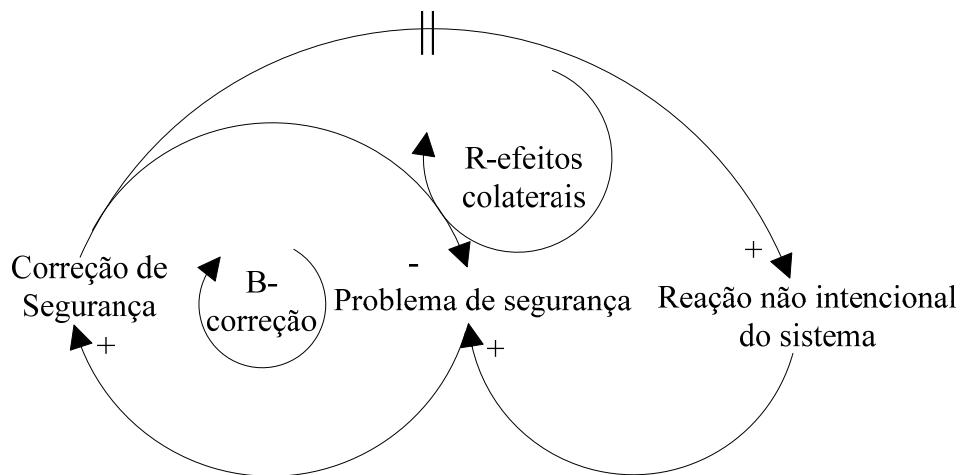 R-efeitos
colaterais
+
Correção de
Segurança
B-
correção
-
Problema de segurança
Reação não intencional
do sistema
+
+